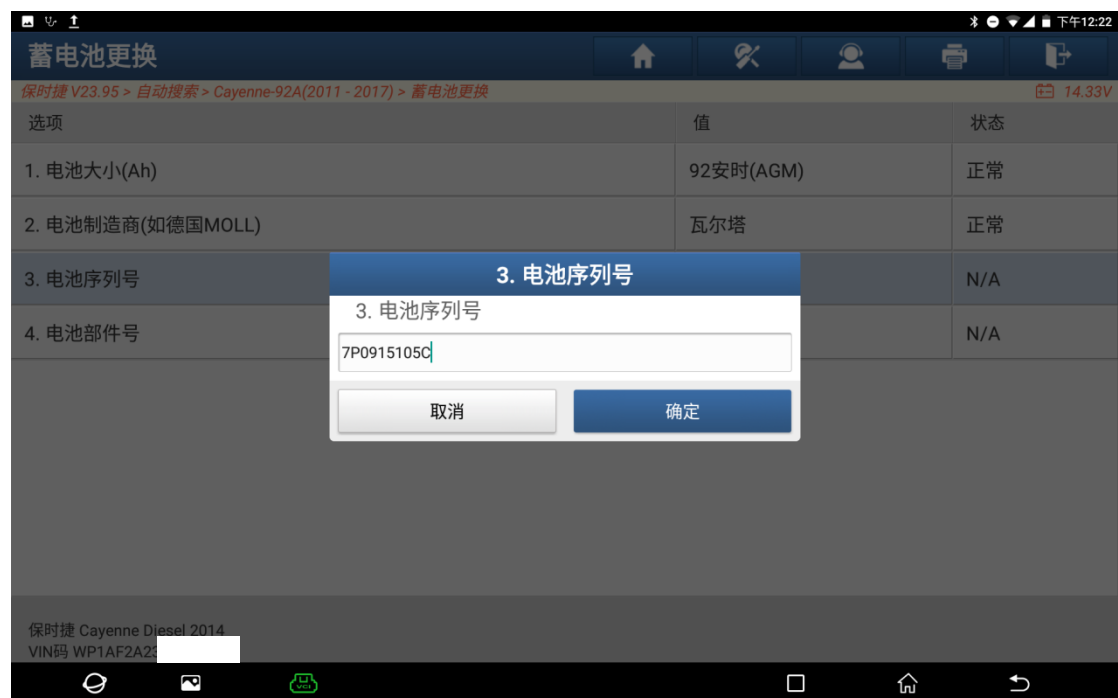 下午12:22
蓄电池更换
保时捷 V23.95 > 自动搜索 > Cayenne-92A(2011 - 2017) > 蓄电池更换 14.33V
选项 值 状态
1. 电池大小(Ah) 92安时(AGM) 正常
2. 电池制造商(如德国MOLL) 瓦尔塔 正常
3. 电池序列号 N/A
4. 电池部件号 N/A
3. 电池序列号
3. 电池序列号
7P0915105C
取消 确定
保时捷 Cayenne Diesel 2014
VIN码 WP1AF2A23
VCI